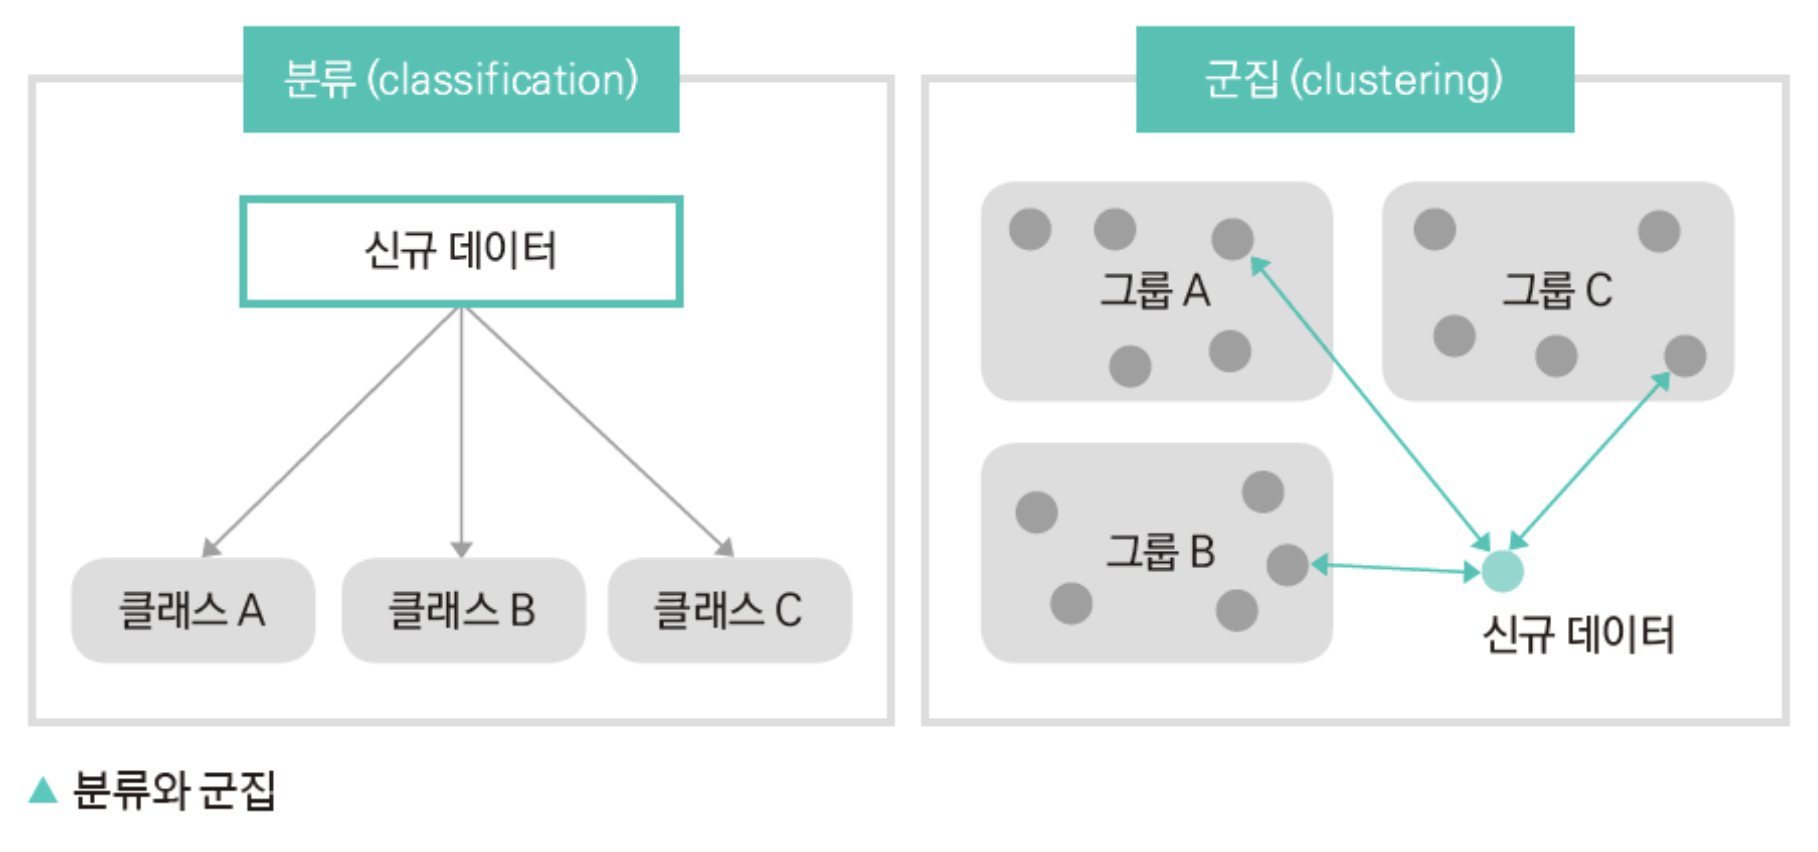 분류 (classification)
신규 데이터
클래스 A
클래스 B
클래스 C
군집 (clustering)
그룹 A
그룹 C
그룹 B
신규 데이터
▲ 분류와 군집